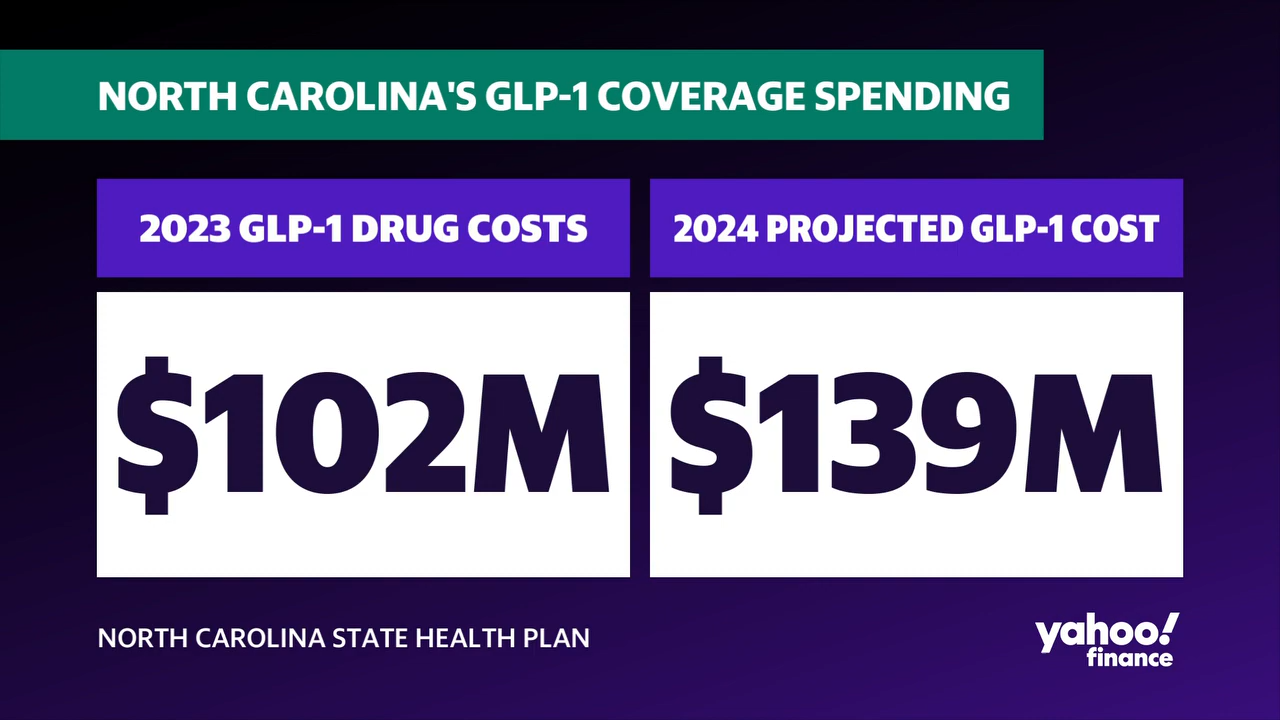 NORTH CAROLINA'S GLP-1 COVERAGE SPENDING
2023 GLP-1 DRUG COSTS
$102M
2024 PROJECTED GLP-1 COST
$139M
NORTH CAROLINA STATE HEALTH PLAN
yahoo!
finance